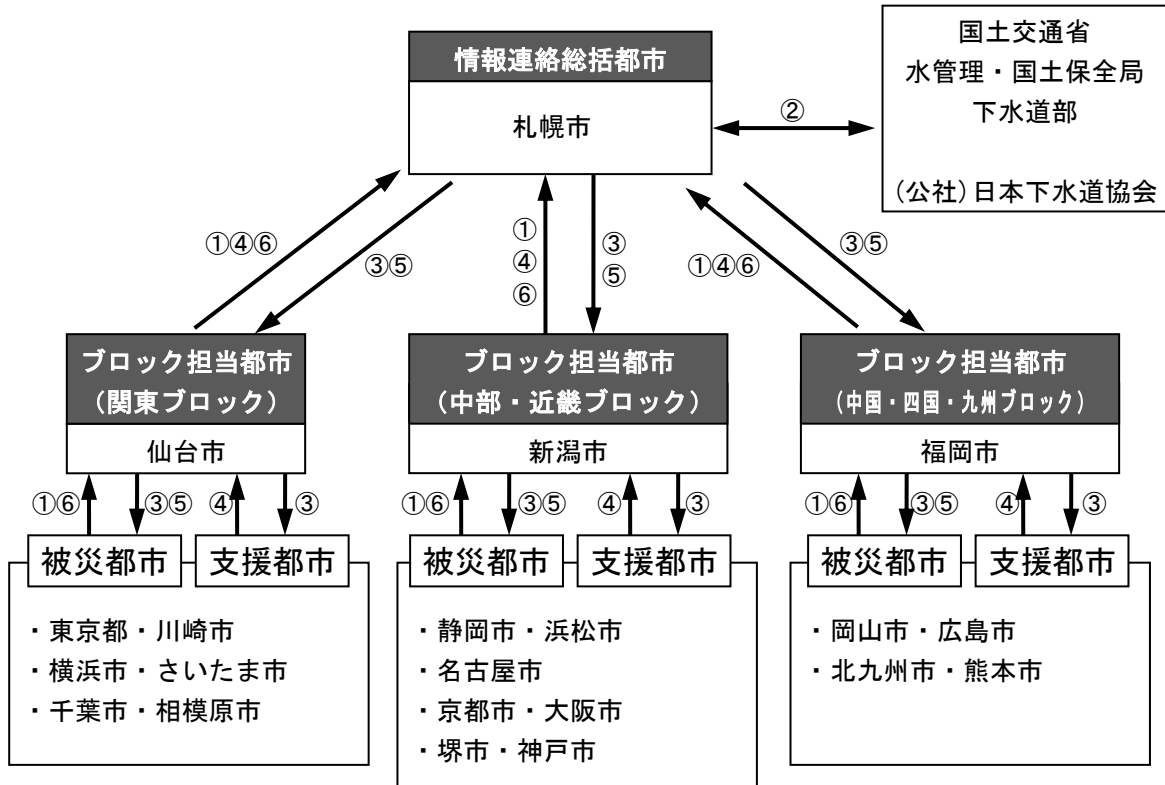 情報連絡総括都市
札幌市
②
国土交通省
水管理・国土保全局
下水道部
(公社)日本下水道協会
①④⑥
③⑤
①
④
⑥
③
⑤
①④⑥
③⑤
ブロック担当都市
（関東ブロック）
仙台市
ブロック担当都市
（中部・近畿ブロック）
新潟市
ブロック担当都市
（中国・四国・九州ブロック）
福岡市
①⑥
③⑤
④
③
①⑥
③⑤
④
③
①⑥
③⑤
④
③
被災都市
支援都市
・東京都・川崎市
・横浜市・さいたま市
・千葉市・相模原市
被災都市
支援都市
・静岡市・浜松市
・名古屋市
・京都市・大阪市
・堺市・神戸市
被災都市
支援都市
・岡山市・広島市
・北九州市・熊本市